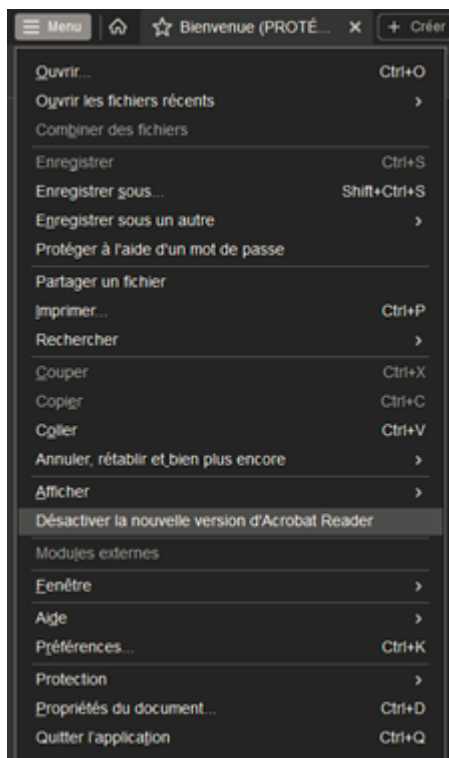 Menu Bienvenue (PROTÉ... × + Créer
Ouvrir... Ctrl+O
Ouvrir les fichiers récents >
Combiner des fichiers
Enregistrer Ctrl+S
Enregistrer sous... Shift+Ctrl+S
Enregistrer sous un autre >
Protéger à l'aide d'un mot de passe
Partager un fichier
Imprimer... Ctrl+P
Rechercher >
Couper Ctrl+X
Copier Ctrl+C
Coller Ctrl+V
Annuler, rétablir et bien plus encore >
Afficher >
Désactiver la nouvelle version d'Acrobat Reader
Modules externes
Fenêtre >
Aide >
Préférences... Ctrl+K
Protection >
Propriétés du document... Ctrl+D
Quitter l'application Ctrl+Q